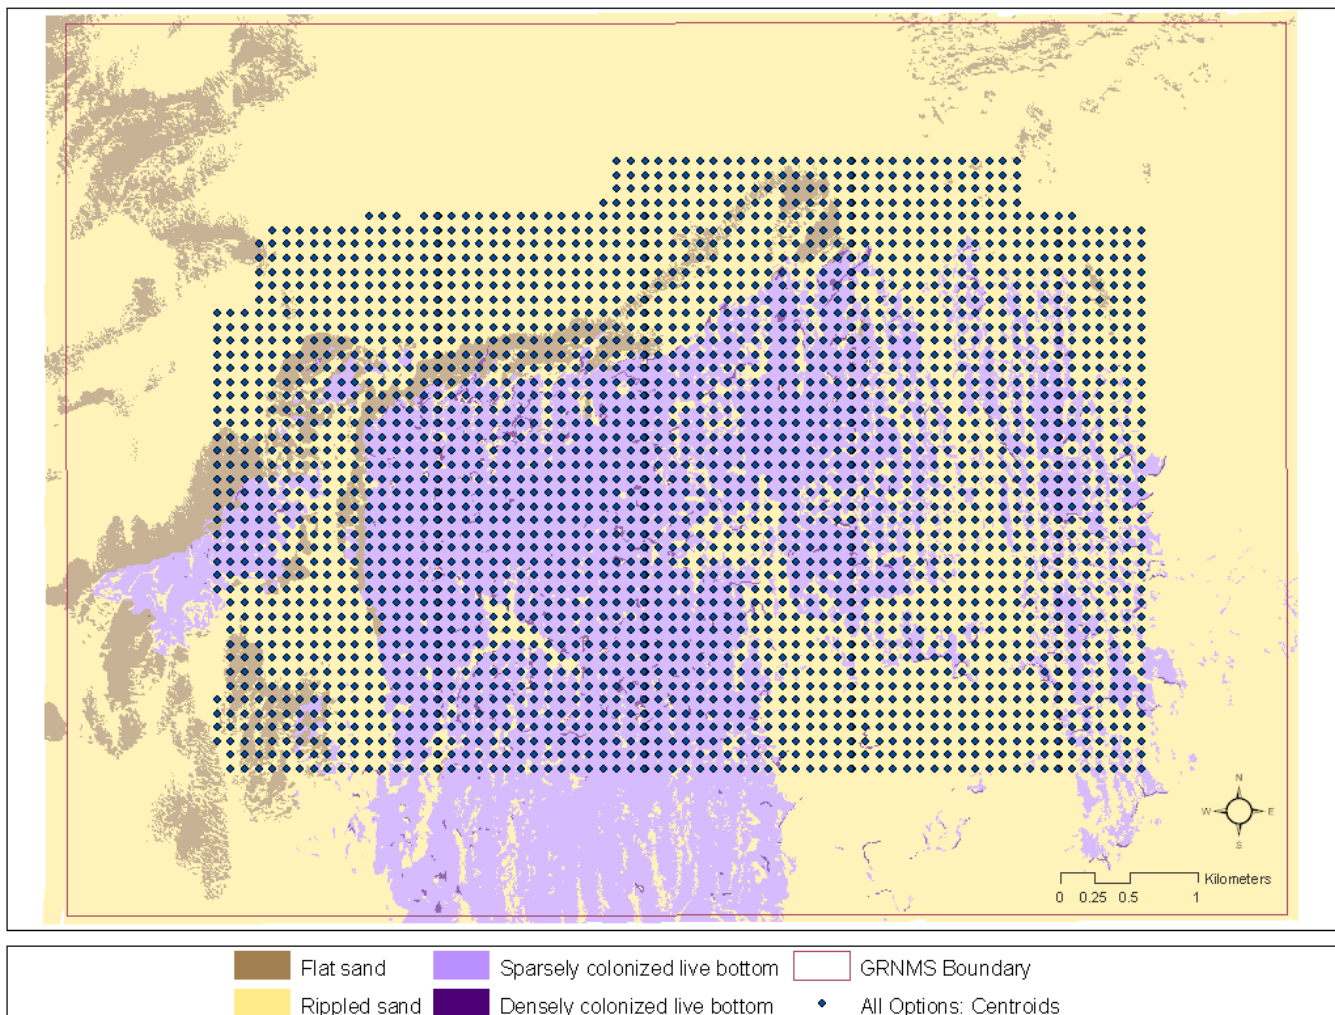 N
W E
S
Kilometers
0 0.25 0.5 1
Flat sand Sparsely colonized live bottom GRNMS Boundary
Rippled sand Densely colonized live bottom All Options: Centroids